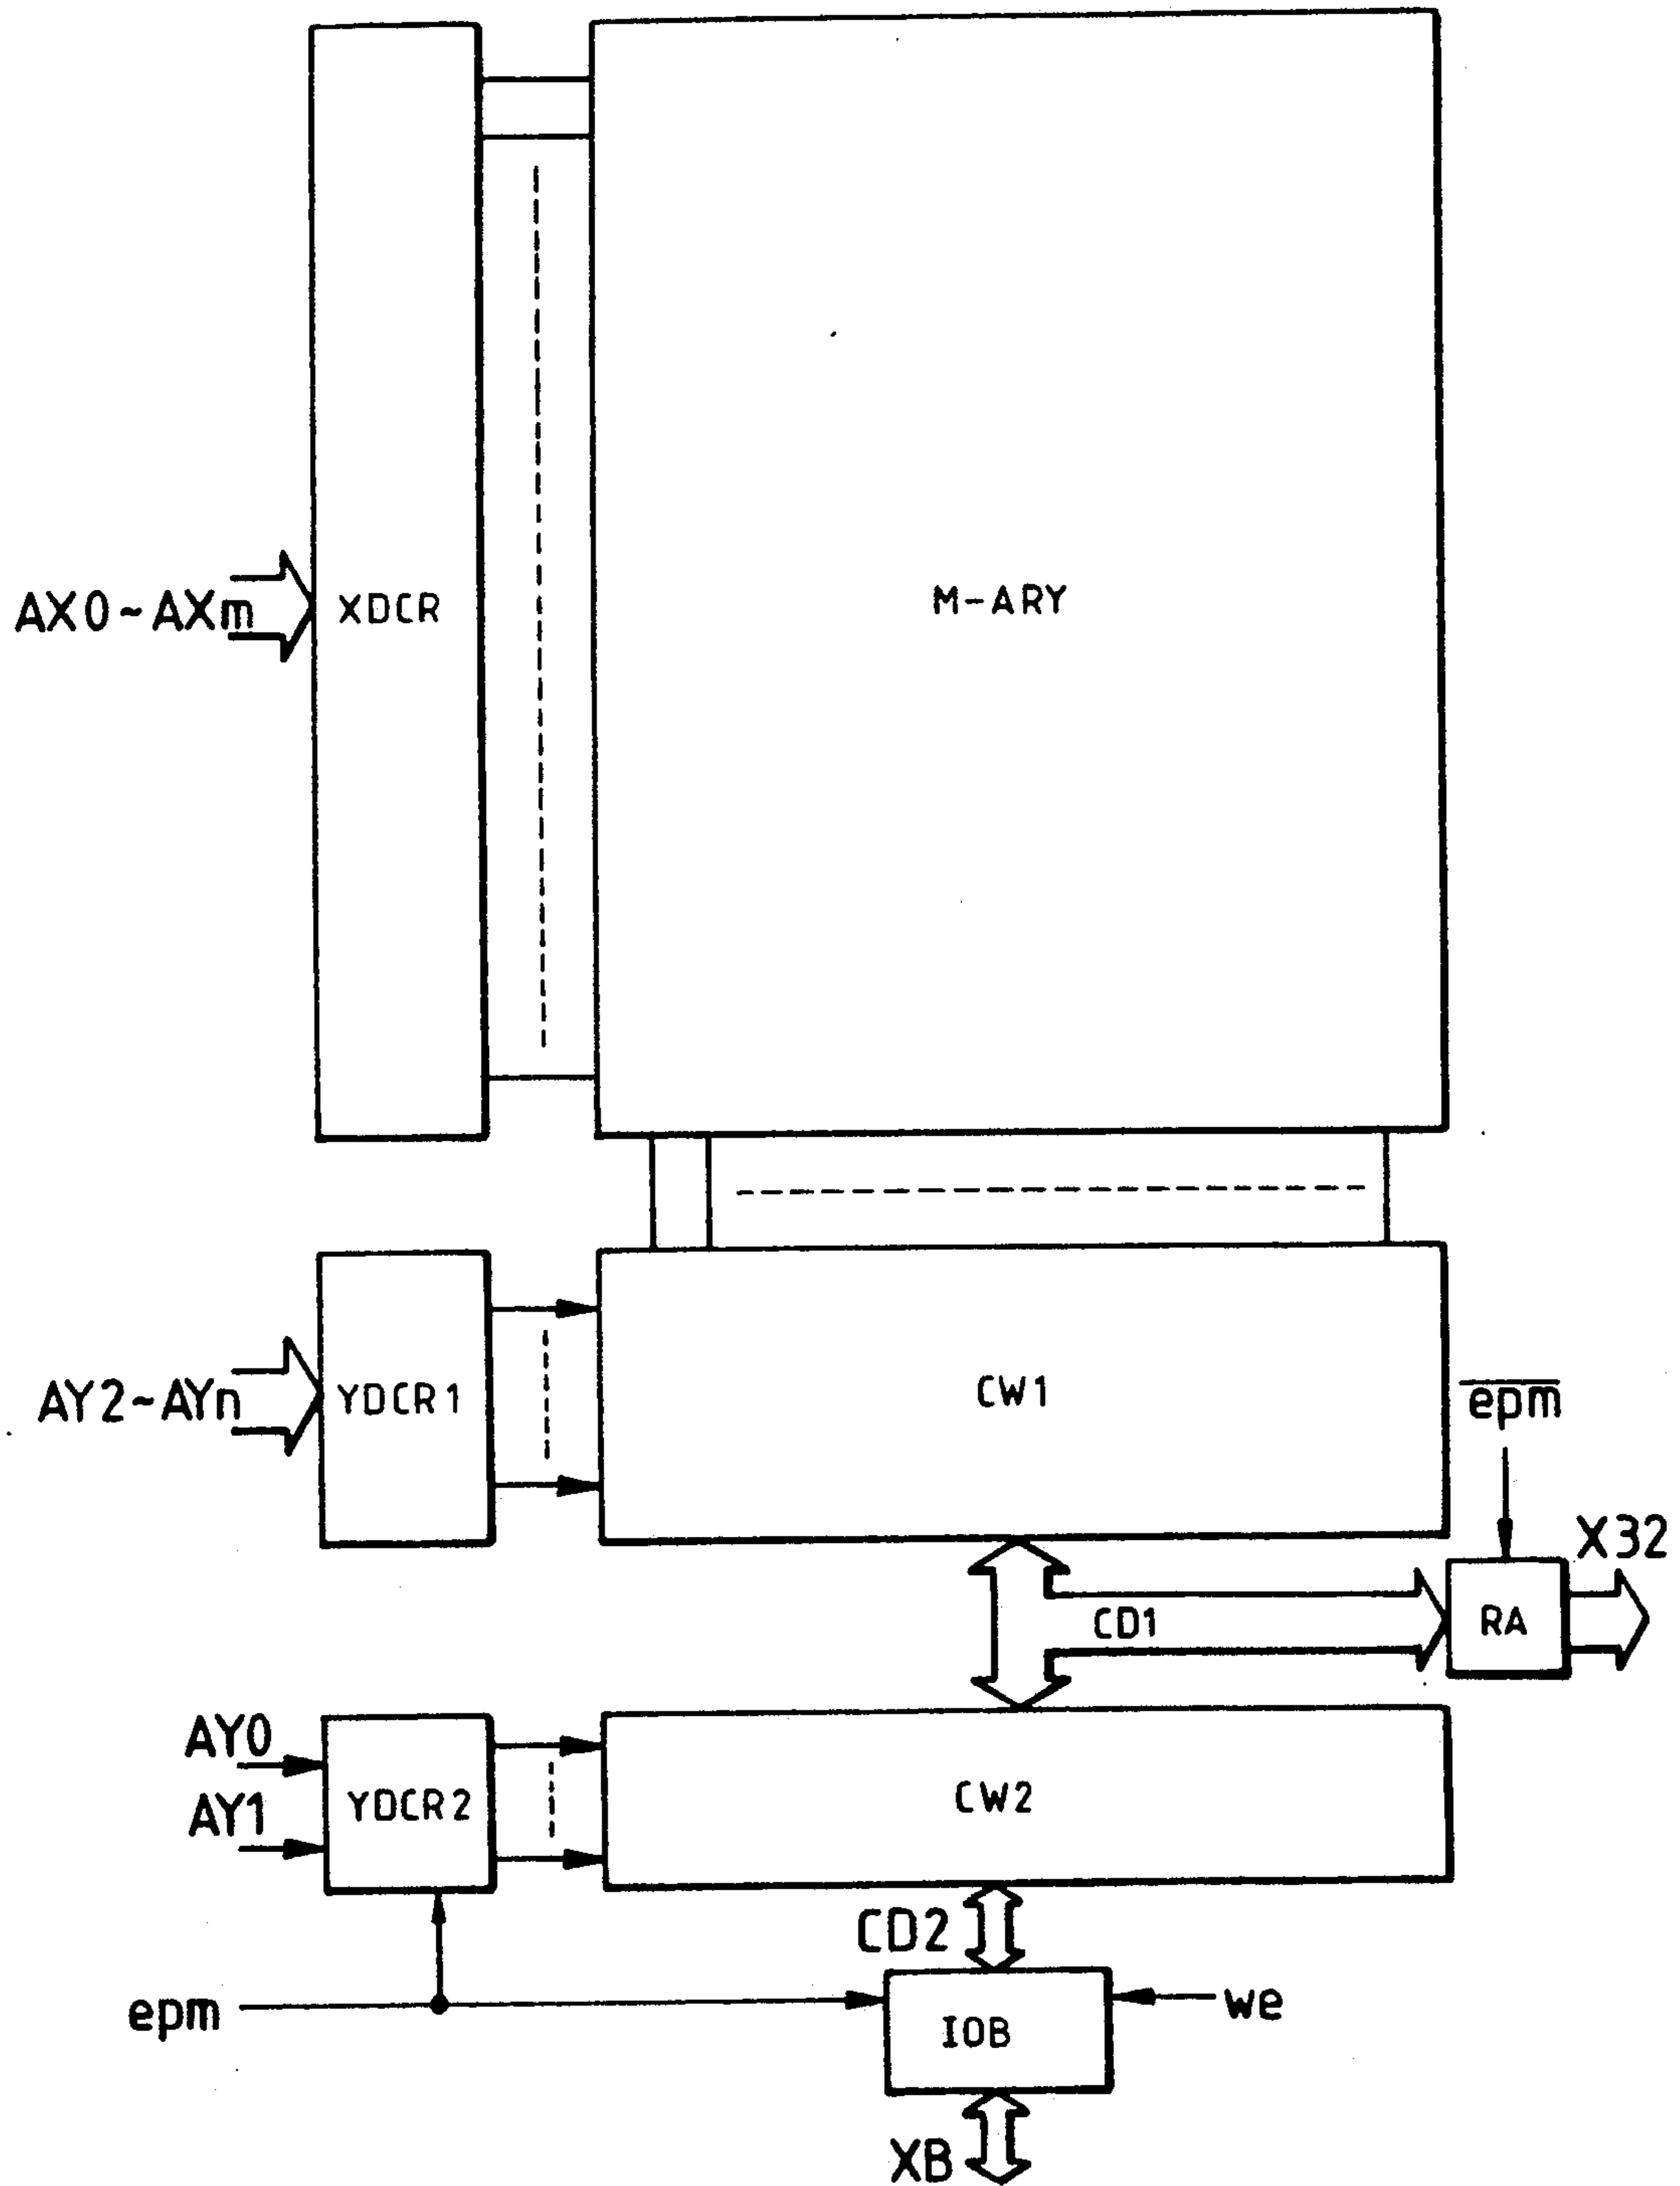 AX0~AXm
XDCR
M-ARY
AY2~AYn
YDCR1
CW1
e̅p̅m̅
X32
CD1
RA
AY0
AY1
YDCR2
CW2
CD2
epm
we
IOB
XB